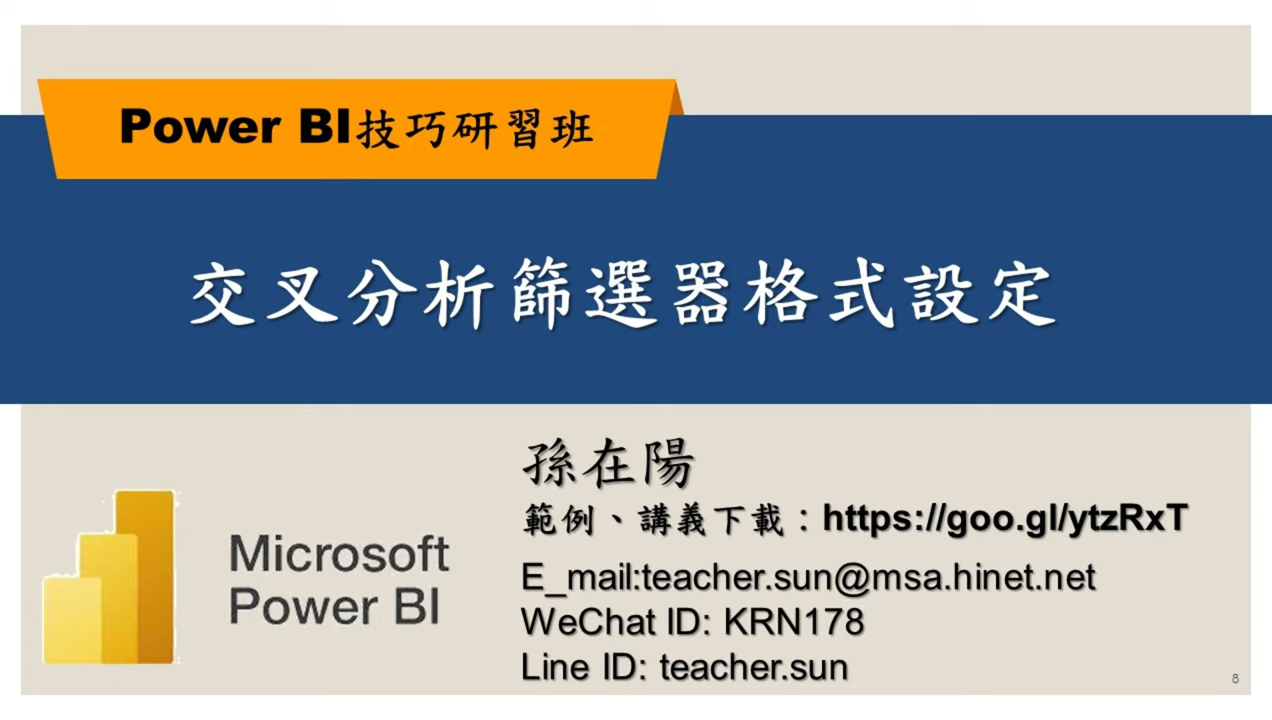 Power BI技巧研習班
交叉分析篩選器格式設定
孫在陽
範例、講義下載：https://goo.gl/ytzRxT
E_mail:teacher.sun@msa.hinet.net
WeChat ID: KRN178
Line ID: teacher.sun
Microsoft
Power BI
8